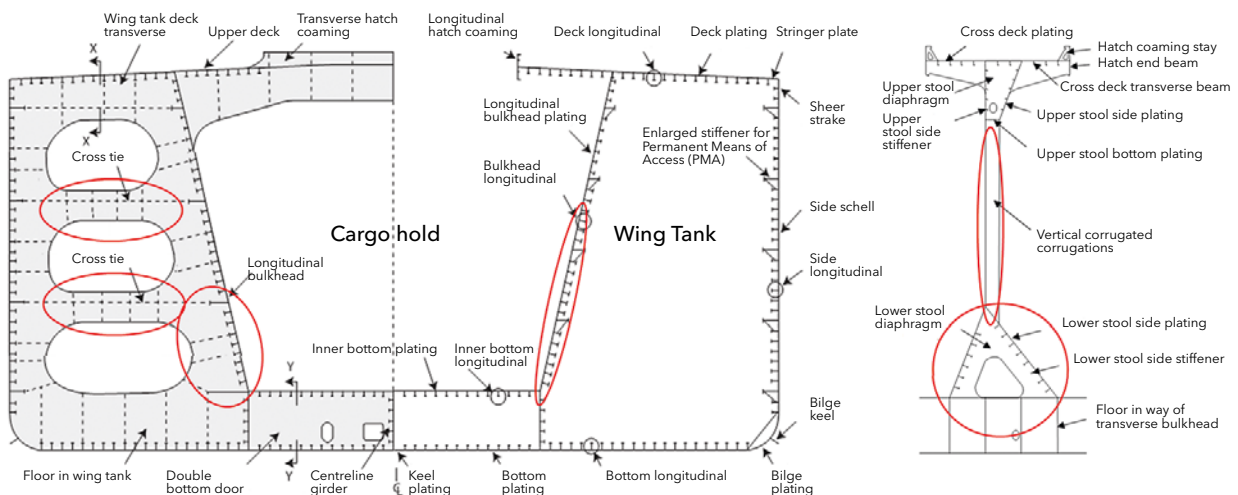 Wing tank deck
transverse
Upper deck
Transverse hatch
coaming
Longitudinal
hatch coaming
Deck longitudinal
Deck plating
Stringer plate
X
X
Cross tie
Cross tie
Longitudinal
bulkhead
Cargo hold
Longitudinal
bulkhead plating
Bulkhead
longitudinal
Enlarged stiffener for
Permanent Means of
Access (PMA)
Wing Tank
Sheer
strake
Side schell
Side
longitudinal
Inner bottom plating
Inner bottom
longitudinal
Y
Y
Bilge
keel
Floor in wing tank
Double
bottom door
Centreline
girder
℄
Keel
plating
Bottom
plating
Bottom longitudinal
Bilge
plating
Cross deck plating
Hatch coaming stay
Hatch end beam
Upper stool
diaphragm
Cross deck transverse beam
Upper
stool side
stiffener
Upper stool side plating
Upper stool bottom plating
Vertical corrugated
corrugations
Lower stool
diaphragm
Lower stool side plating
Lower stool side stiffener
Floor in way of
transverse bulkhead